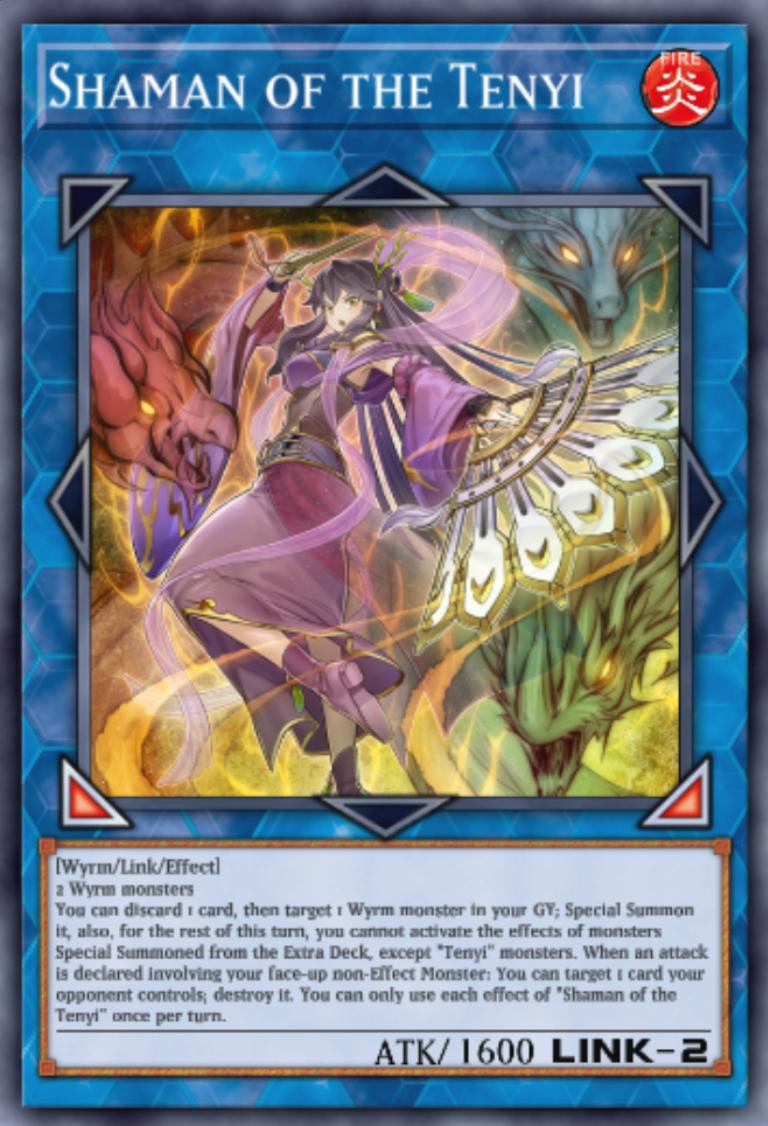 SHAMAN OF THE TENYI
FIRE
炎
[Wyrm/Link/Effect]
2 Wyrm monsters
You can discard 1 card, then target 1 Wyrm monster in your GY; Special Summon
it, also, for the rest of this turn, you cannot activate the effects of monsters
Special Summoned from the Extra Deck, except "Tenyi" monsters. When an attack
is declared involving your face-up non-Effect Monster: You can target 1 card your
opponent controls; destroy it. You can only use each effect of "Shaman of the
Tenyi" once per turn.
ATK/ 1600 LINK-2